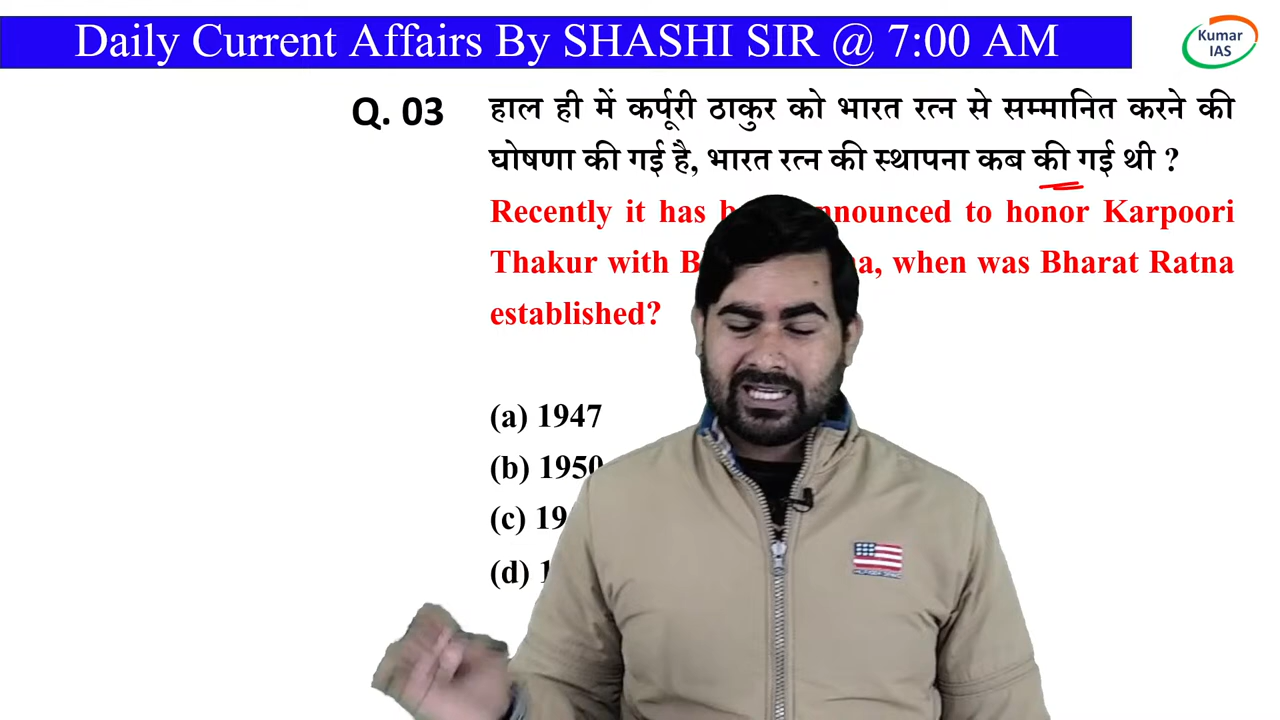 Daily Current Affairs By SHASHI SIR @ 7:00 AM
Kumar
IAS
Q. 03
हाल ही में कर्पूरी ठाकुर को भारत रत्न से सम्मानित करने की
घोषणा की गई है, भारत रत्न की स्थापना कब की गई थी ?
Recently it has nnounced to honor Karpoori
Thakur with B a, when was Bharat Ratna
established?
(a) 1947
(b) 1950
(c) 19
(d) 1